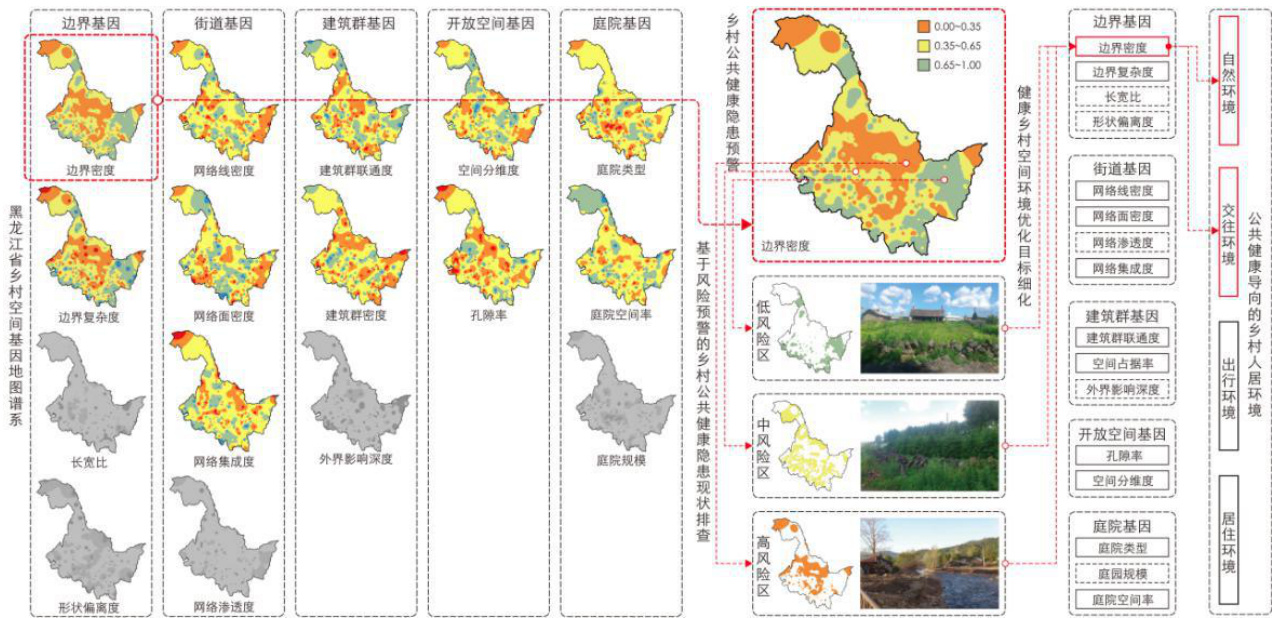 黑龙江省乡村空间基因地图谱系
边界基因
边界密度
边界复杂度
长宽比
形状偏离度
街道基因
网络线密度
网络面密度
网络集成度
网络渗透度
建筑群基因
建筑群联通度
建筑群密度
外界影响深度
开放空间基因
空间分维度
孔隙率
庭院基因
庭院类型
庭院空间率
庭院规模
基于风险预警的乡村公共健康隐患现状排查
乡村公共健康隐患预警
0.00~0.35
0.35~0.65
0.65~1.00
边界密度
低风险区
中风险区
高风险区
健康乡村空间环境优化目标细化
边界基因
边界密度
边界复杂度
长宽比
形状偏离度
街道基因
网络线密度
网络面密度
网络渗透度
网络集成度
建筑群基因
建筑群联通度
空间占据率
外界影响深度
开放空间基因
孔隙率
空间分维度
庭院基因
庭院类型
庭园规模
庭院空间率
自然环境
交往环境
出行环境
居住环境
公共健康导向的乡村人居环境